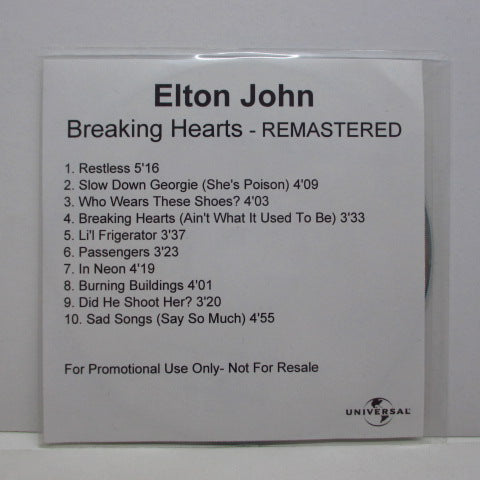 Elton John
Breaking Hearts - REMASTERED
1. Restless 5'16
2. Slow Down Georgie (She's Poison) 4'09
3. Who Wears These Shoes? 4'03
4. Breaking Hearts (Ain't What It Used To Be) 3'33
5. Li'l Frigerator 3'37
6. Passengers 3'23
7. In Neon 4'19
8. Burning Buildings 4'01
9. Did He Shoot Her? 3'20
10. Sad Songs (Say So Much) 4'55
For Promotional Use Only- Not For Resale
UNIVERSAL